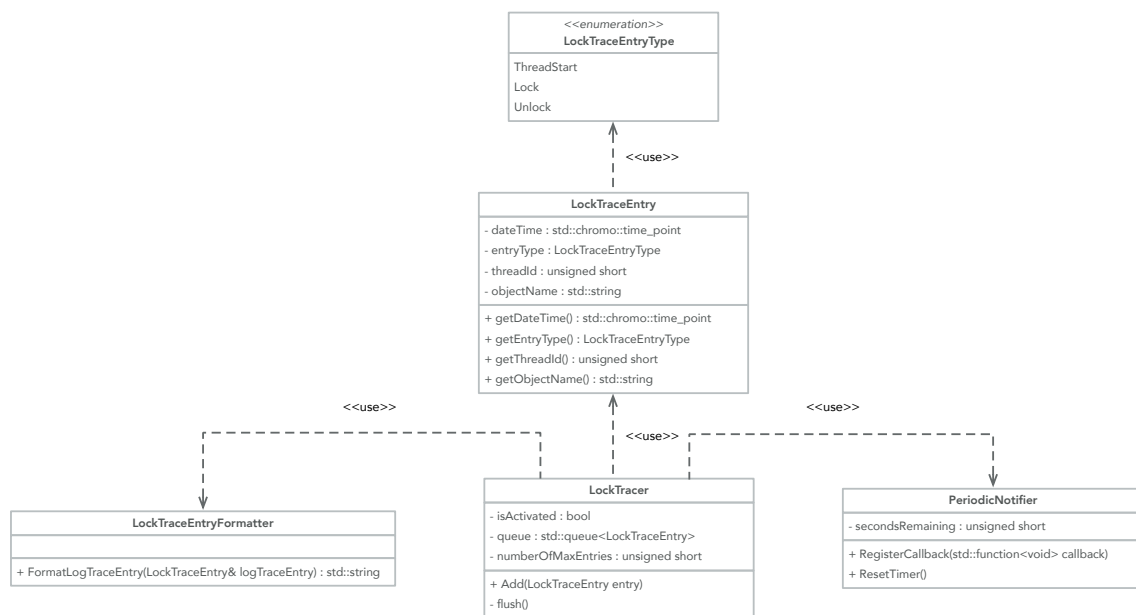 <<enumeration>>
LockTraceEntryType
ThreadStart
Lock
Unlock
<<use>>
LockTraceEntry
- dateTime : std::chromo::time_point
- entryType : LockTraceEntryType
- threadId : unsigned short
- objectName : std::string
+ getDateTime() : std::chromo::time_point
+ getEntryType() : LockTraceEntryType
+ getThreadId() : unsigned short
+ getObjectName() : std::string
<<use>>
<<use>>
<<use>>
LockTraceEntryFormatter
+ FormatLogTraceEntry(LockTraceEntry& logTraceEntry) : std::string
LockTracer
- isActivated : bool
- queue : std::queue<LockTraceEntry>
- numberOfMaxEntries : unsigned short
+ Add(LockTraceEntry entry)
- flush()
PeriodicNotifier
- secondsRemaining : unsigned short
+ RegisterCallback(std::function<void> callback)
+ ResetTimer()